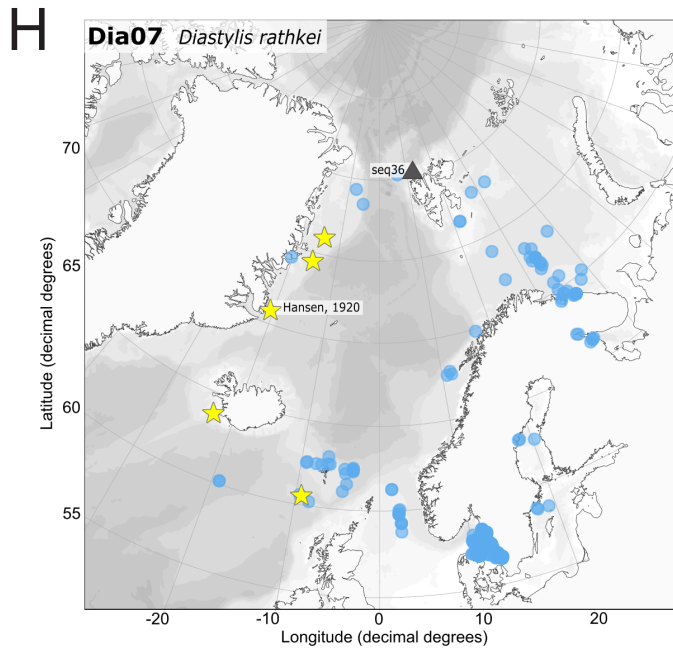 H
Dia07 Diastylis rathkei
70
seq36
65
Hansen, 1920
60
55
Latitude (decimal degrees)
-20 -10 0 10 20
Longitude (decimal degrees)